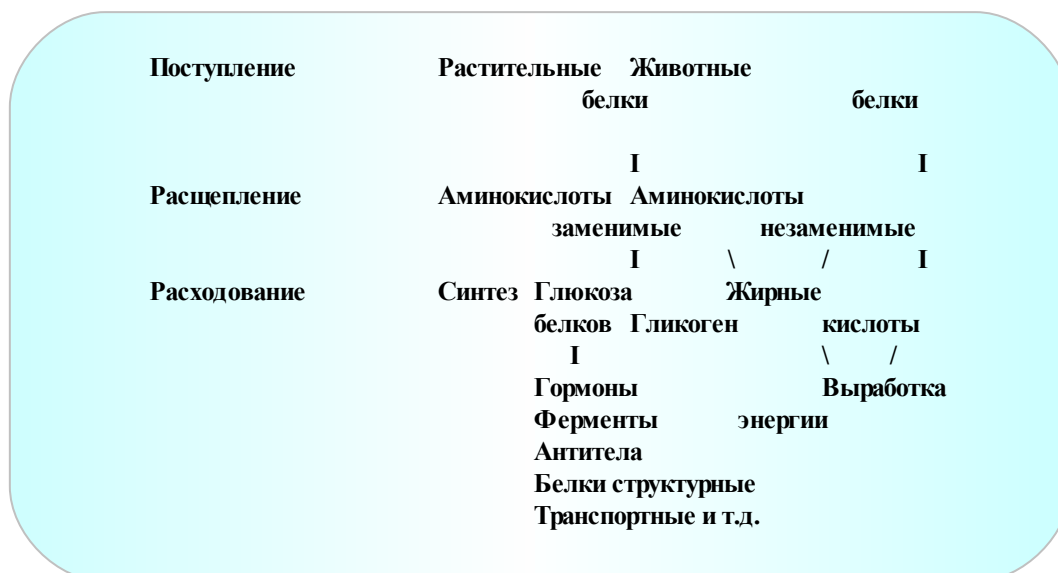 Поступление Растительные Животные
белки белки
I I
Расщепление Аминокислоты Аминокислоты
заменимые незаменимые
I \ / I
Расходование Синтез Глюкоза Жирные
белков Гликоген кислоты
I \ /
Гормоны Выработка
Ферменты энергии
Антитела
Белки структурные
Транспортные и т.д.